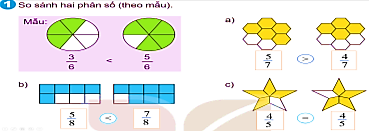 1 So sánh hai phân số (theo mẫu).
Mẫu:
3/6 < 5/6
a)
5/7 > 4/7
b)
5/8 < 7/8
c)
4/5 = 4/5